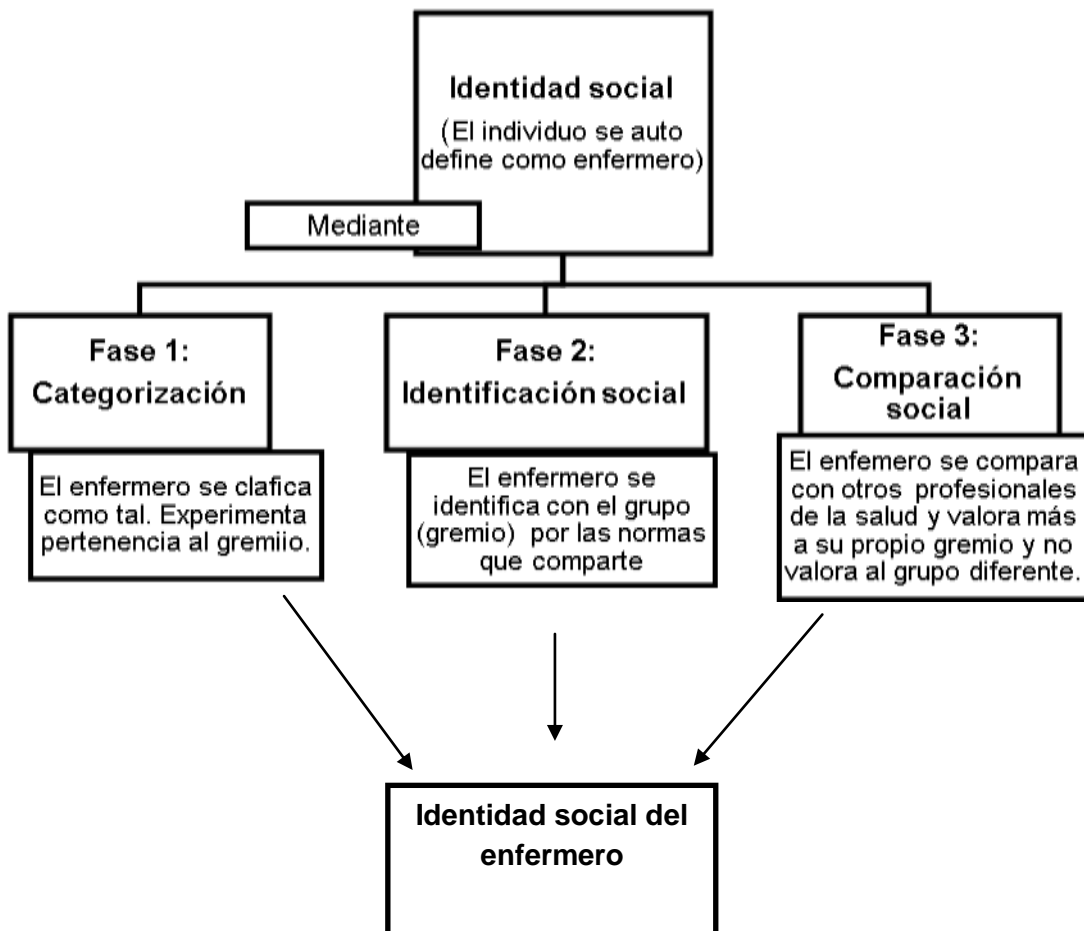 Identidad social
(El individuo se auto
define como enfermero)
Mediante
Fase 1:
Categorización
El enfermero se clafica
como tal. Experimenta
pertenencia al gremiio.
Fase 2:
Identificación social
El enfermero se
identifica con el grupo
(gremio) por las normas
que comparte
Fase 3:
Comparación
social
El enfemero se compara
con otros profesionales
de la salud y valora más
a su propio gremio y no
valora al grupo diferente.
Identidad social del
enfermero